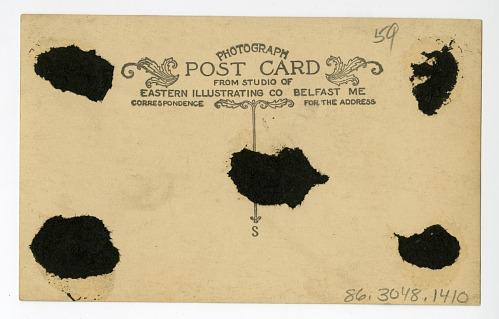 59
PHOTOGRAPH
POST CARD
FROM STUDIO OF
EASTERN ILLUSTRATING CO BELFAST ME
CORRESPONDENCE FOR THE ADDRESS
S
86.3048.1410